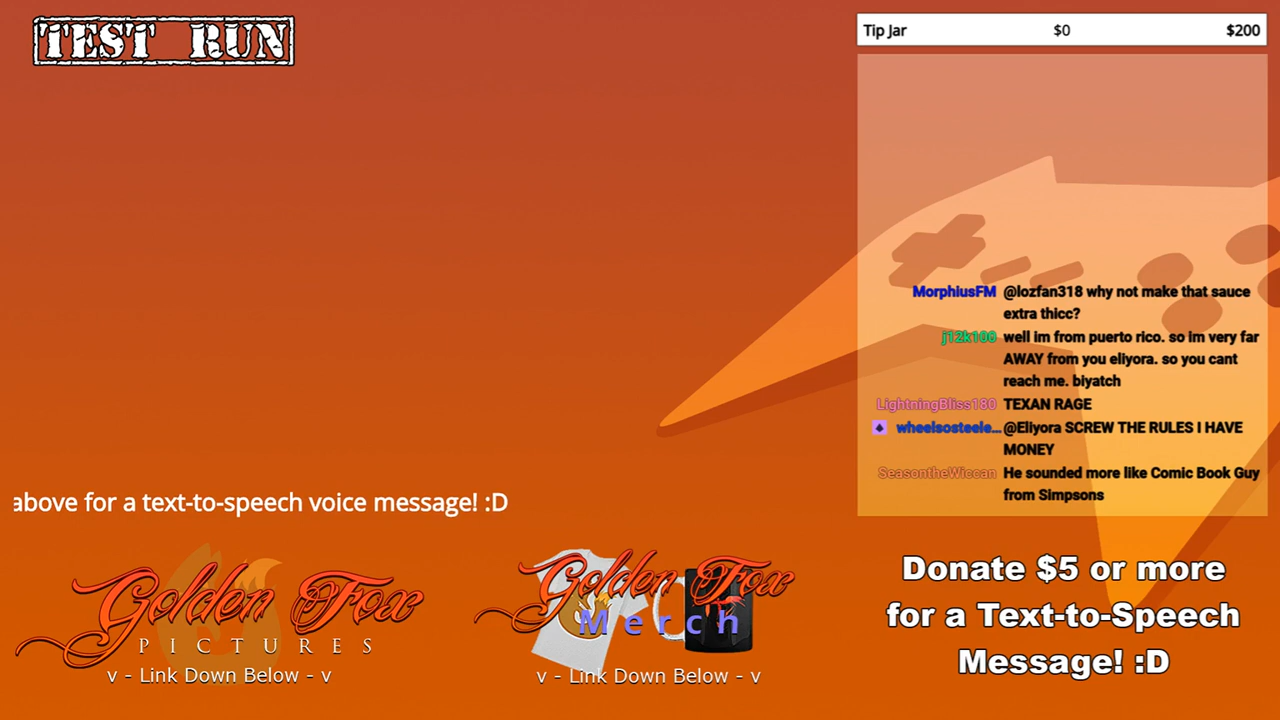 TEST RUN
Tip Jar $0 $200
MorphiusFM @lozfan318 why not make that sauce
extra thicc?
j12k100 well im from puerto rico. so im very far
AWAY from you eliyora. so you cant
reach me. biyatch
LightningBliss180 TEXAN RAGE
wheelsosteele... @Eliyora SCREW THE RULES I HAVE
MONEY
SeasontheWiccan He sounded more like Comic Book Guy
from Simpsons
above for a text-to-speech voice message! :D
Golden Fox
PICTURES
v - Link Down Below - v
Golden Fox
Merch
v - Link Down Below - v
Donate $5 or more
for a Text-to-Speech
Message! :D